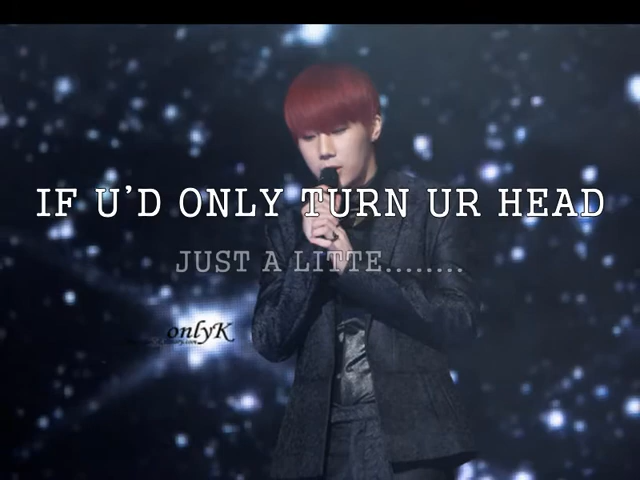 IF U'D ONLY TURN UR HEAD
JUST A LITTE........
onlyK